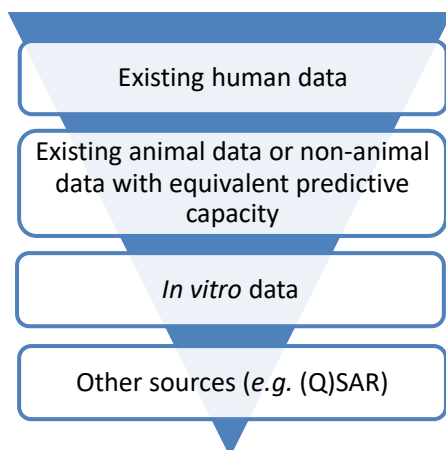 Existing human data
Existing animal data or non-animal
data with equivalent predictive
capacity
In vitro data
Other sources (e.g. (Q)SAR)